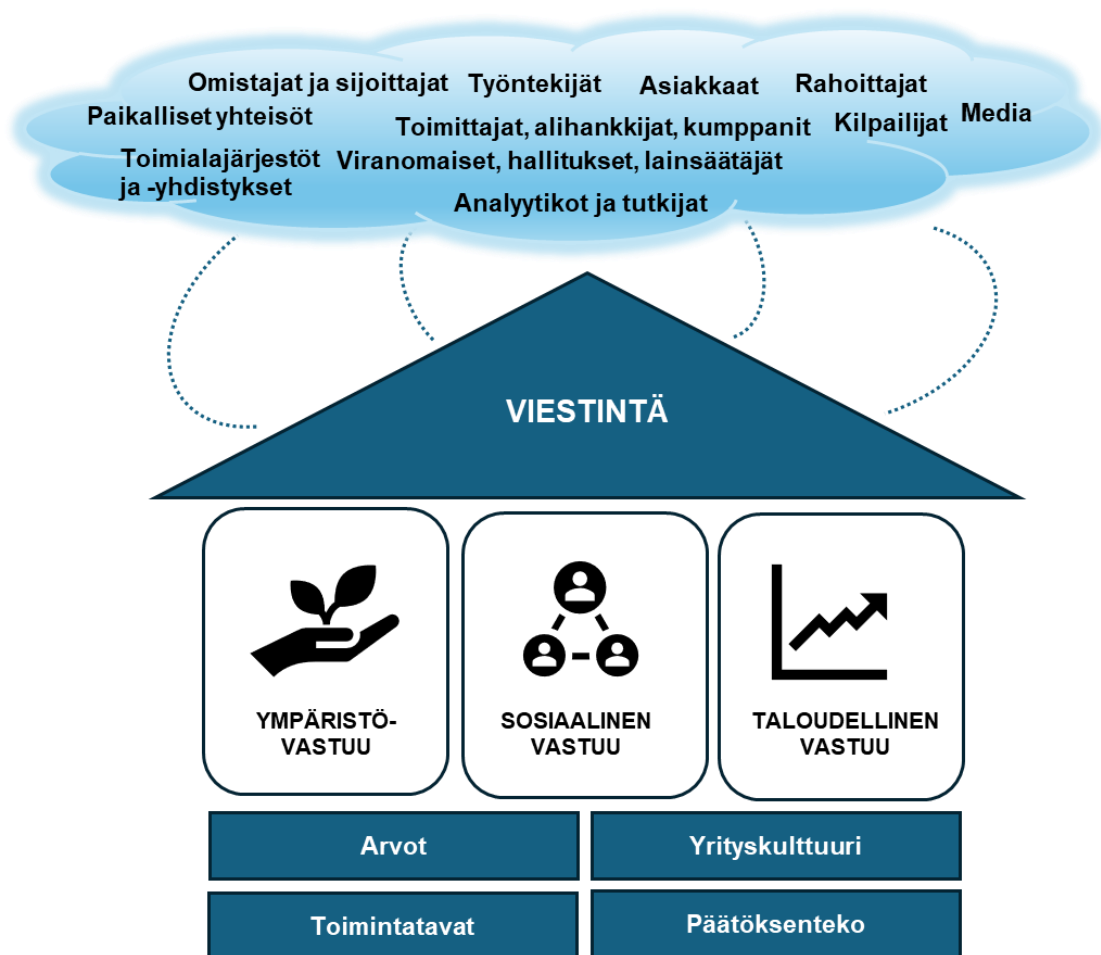 Omistajat ja sijoittajat
Työntekijät
Asiakkaat
Rahoittajat
Paikalliset yhteisöt
Toimittajat, alihankkijat, kumppanit
Kilpailijat
Media
Toimialajärjestöt
ja -yhdistykset
Viranomaiset, hallitukset, lainsäätäjät
Analyytikot ja tutkijat
VIESTINTÄ
YMPÄRISTÖ-
VASTUU
SOSIAALINEN
VASTUU
TALOUDELLINEN
VASTUU
Arvot
Yrityskulttuuri
Toimintatavat
Päätöksenteko